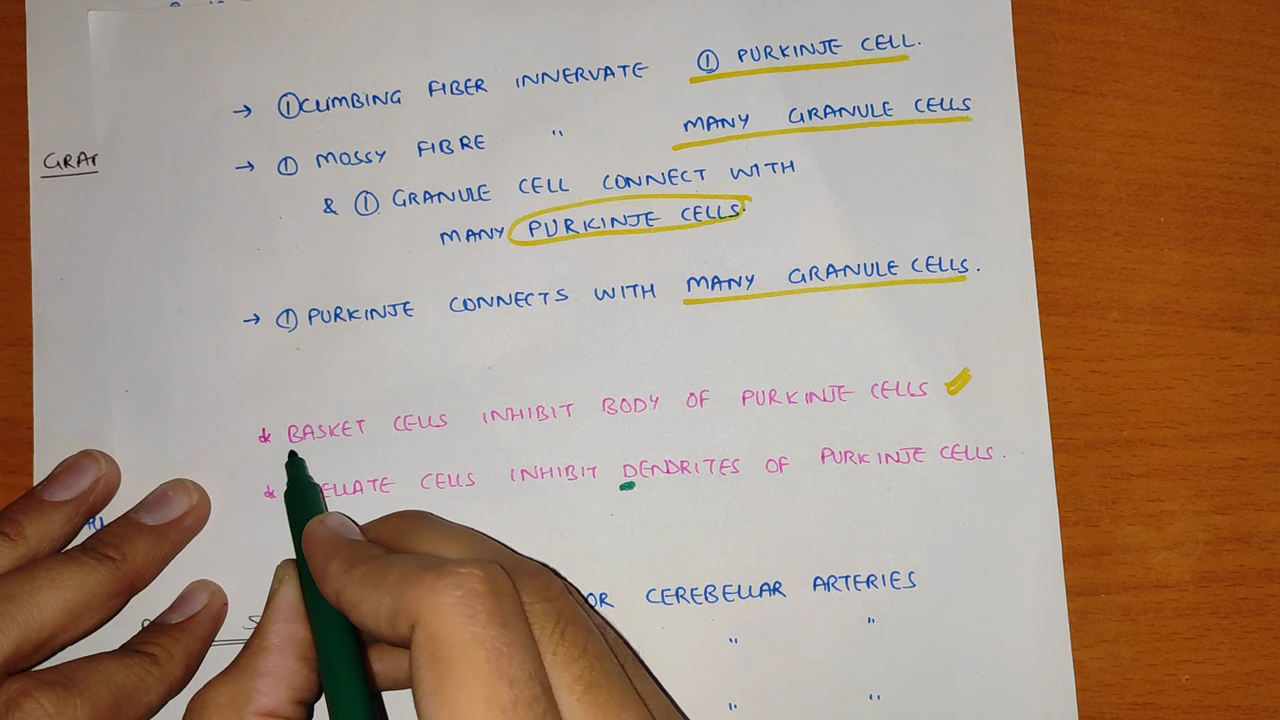 → ① CLIMBING FIBER INNERVATE ① PURKINJE CELL.
→ ① MOSSY FIBRE " MANY GRANULE CELLS
& ① GRANULE CELL CONNECT WITH
MANY PURKINJE CELLS.
→ ① PURKINJE CONNECTS WITH MANY GRANULE CELLS.
* BASKET CELLS INHIBIT BODY OF PURKINJE CELLS
* ELLATE CELLS INHIBIT DENDRITES OF PURKINJE CELLS.
OR CEREBELLAR ARTERIES
" "
" "